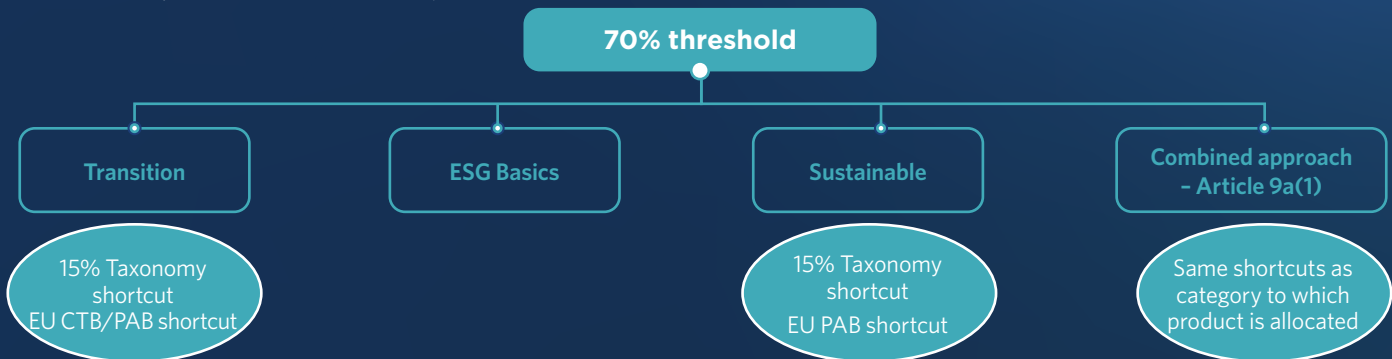 70% threshold
Transition
ESG Basics
Sustainable
Combined approach
– Article 9a(1)
15% Taxonomy
shortcut
EU CTB/PAB shortcut
15% Taxonomy
shortcut
EU PAB shortcut
Same shortcuts as
category to which
product is allocated